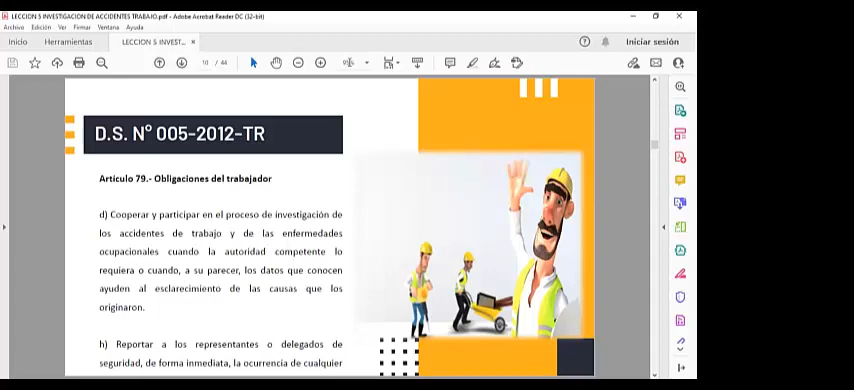 LECCION 5 INVESTIGACION DE ACCIDENTES TRABAJO.pdf - Adobe Acrobat Reader DC (32-bit)
Archivo Edición Ver Firmar Ventana Ayuda
Inicio Herramientas LECCION 5 INVEST... × Iniciar sesión
10 / 44
D.S. N° 005-2012-TR
Artículo 79.- Obligaciones del trabajador
d) Cooperar y participar en el proceso de investigación de
los accidentes de trabajo y de las enfermedades
ocupacionales cuando la autoridad competente lo
requiera o cuando, a su parecer, los datos que conocen
ayuden al esclarecimiento de las causas que los
originaron.
h) Reportar a los representantes o delegados de
seguridad, de forma inmediata, la ocurrencia de cualquier